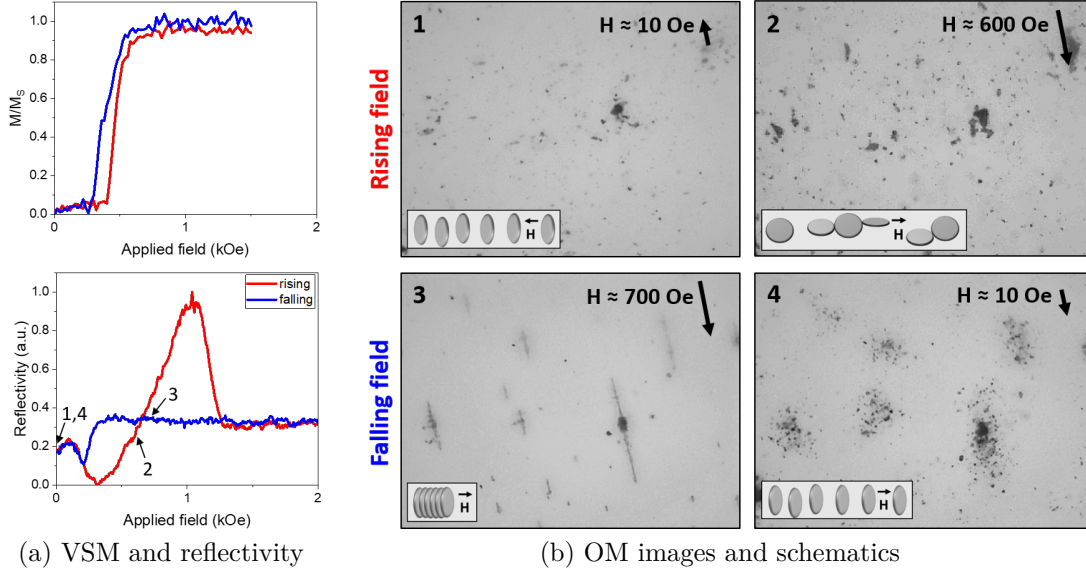 1.0
0.8
0.6
0.4
0.2
0.0
M/M_S
0
1
2
Applied field (kOe)
rising
falling
1.0
0.8
0.6
0.4
0.2
0.0
Reflectivity (a.u.)
1,4
3
2
0
1
2
Applied field (kOe)
(a) VSM and reflectivity
Rising field
1
H ≈ 10 Oe
H
2
H ≈ 600 Oe
H
Falling field
3
H ≈ 700 Oe
H
4
H ≈ 10 Oe
H
(b) OM images and schematics